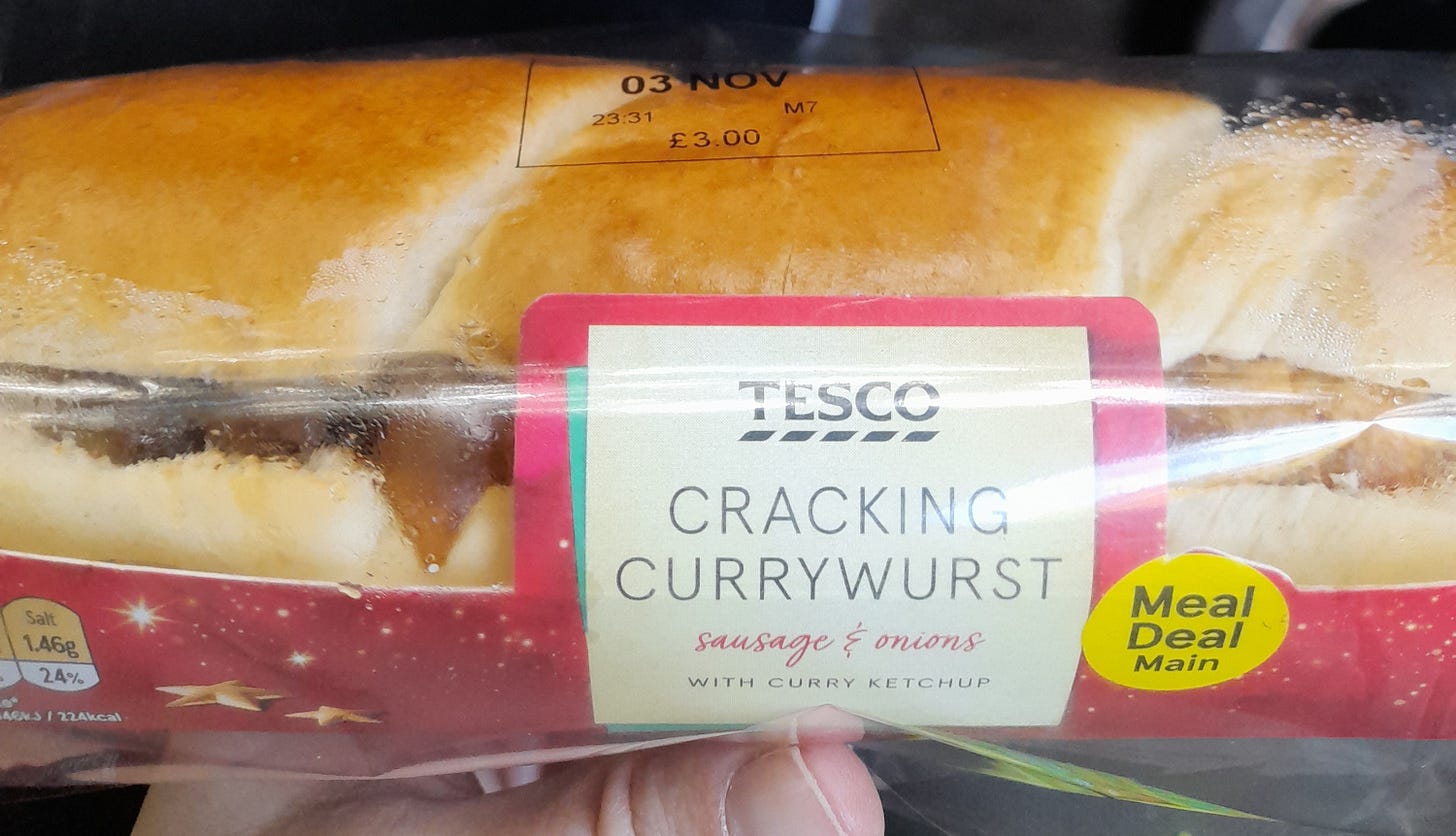 03 NOV
23:31 M7
£3.00
TESCO
CRACKING
CURRYWURST
sausage & onions
WITH CURRY KETCHUP
Meal
Deal
Main
Salt
1.46g
24%
/ 224kcal